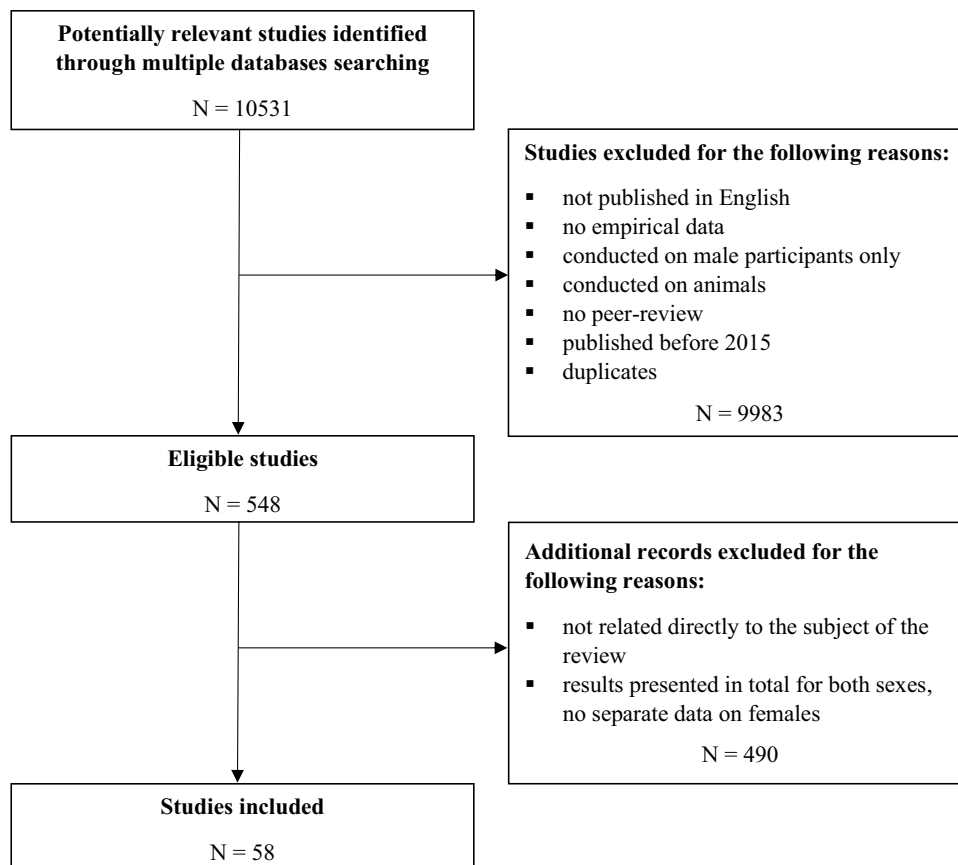 Potentially relevant studies identified
through multiple databases searching
N = 10531
Studies excluded for the following reasons:
▪ not published in English
▪ no empirical data
▪ conducted on male participants only
▪ conducted on animals
▪ no peer-review
▪ published before 2015
▪ duplicates
N = 9983
Eligible studies
N = 548
Additional records excluded for the
following reasons:
▪ not related directly to the subject of the
review
▪ results presented in total for both sexes,
no separate data on females
N = 490
Studies included
N = 58